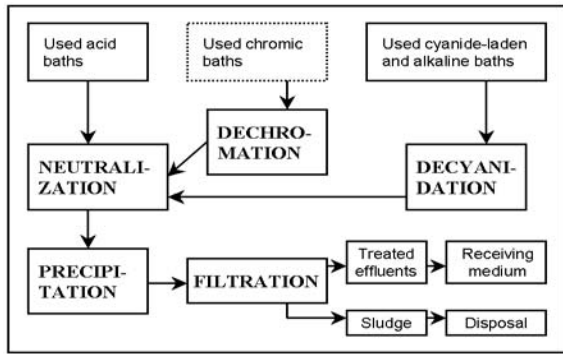 Used acid
baths
Used chromic
baths
Used cyanide-laden
and alkaline baths
DECHRO-
MATION
NEUTRALI-
ZATION
DECYANI-
DATION
PRECIPI-
TATION
FILTRATION
Treated
effluents
Receiving
medium
Sludge
Disposal